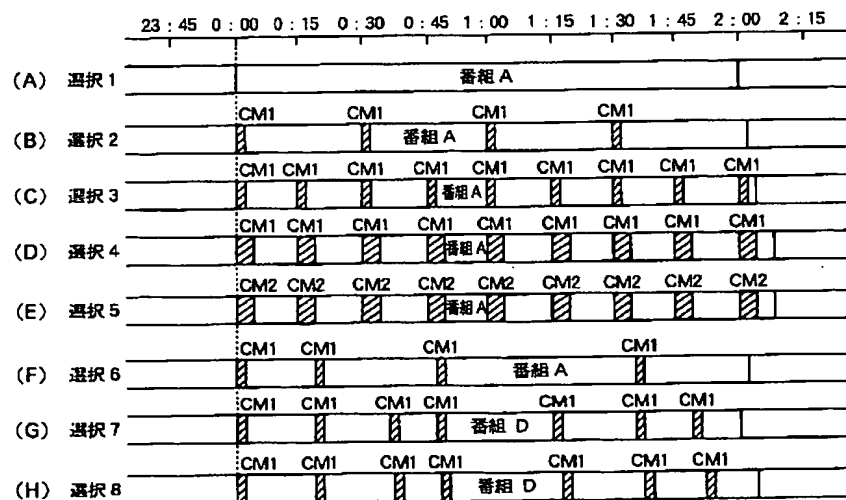 23:45 0:00 0:15 0:30 0:45 1:00 1:15 1:30 1:45 2:00 2:15
(A) 選択1 番組A
CM1 CM1 CM1 CM1
(B) 選択2 番組A
CM1 CM1 CM1 CM1 CM1 CM1 CM1 CM1 CM1
(C) 選択3 番組A
CM1 CM1 CM1 CM1 CM1 CM1 CM1 CM1 CM1
(D) 選択4 番組A
CM2 CM2 CM2 CM2 CM2 CM2 CM2 CM2 CM2
(E) 選択5 番組A
CM1 CM1 CM1 CM1
(F) 選択6 番組A
CM1 CM1 CM1 CM1 CM1 CM1 CM1
(G) 選択7 番組D
CM1 CM1 CM1 CM1 CM1 CM1 CM1
(H) 選択8 番組D